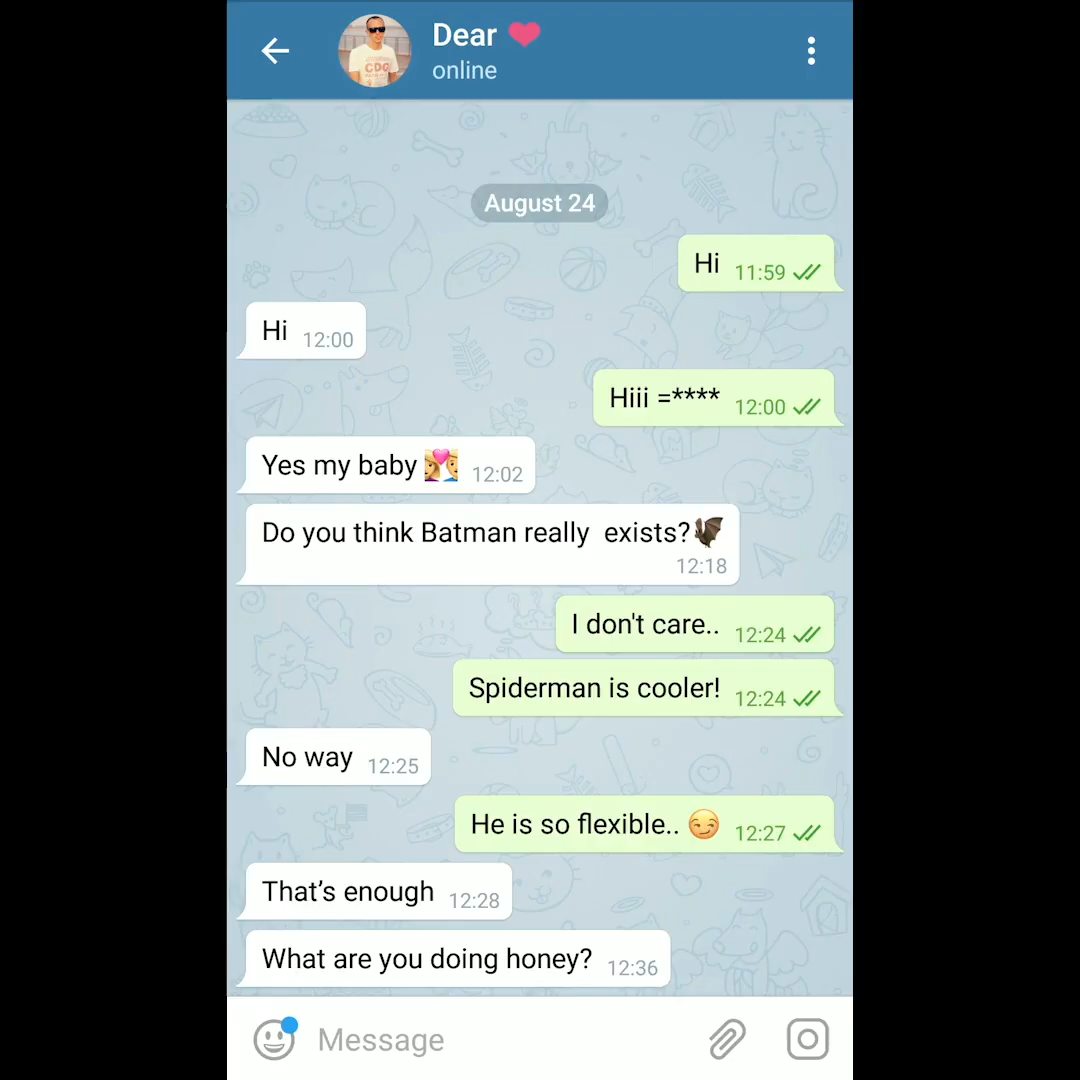 Dear ❤
online
CDG
August 24
Hi 11:59
Hi 12:00
Hiii =**** 12:00
Yes my baby 👩‍❤️‍👨 12:02
Do you think Batman really  exists?🦇
12:18
I don't care.. 12:24
Spiderman is cooler! 12:24
No way 12:25
He is so flexible.. 😏 12:27
That’s enough 12:28
What are you doing honey? 12:36
Message